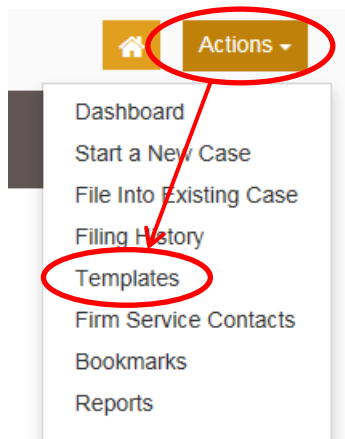 Actions
Dashboard
Start a New Case
File Into Existing Case
Filing History
Templates
Firm Service Contacts
Bookmarks
Reports